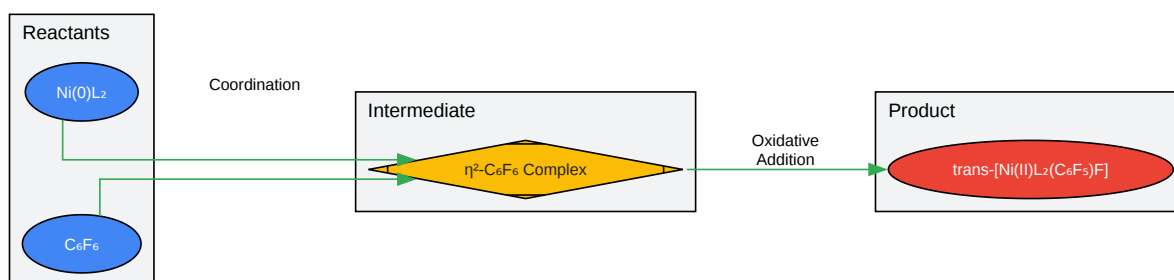 Reactants
Ni(0)L₂
C₆F₆
Coordination
Intermediate
η²-C₆F₆ Complex
Oxidative
Addition
Product
trans-[Ni(II)L₂(C₆F₅)F]